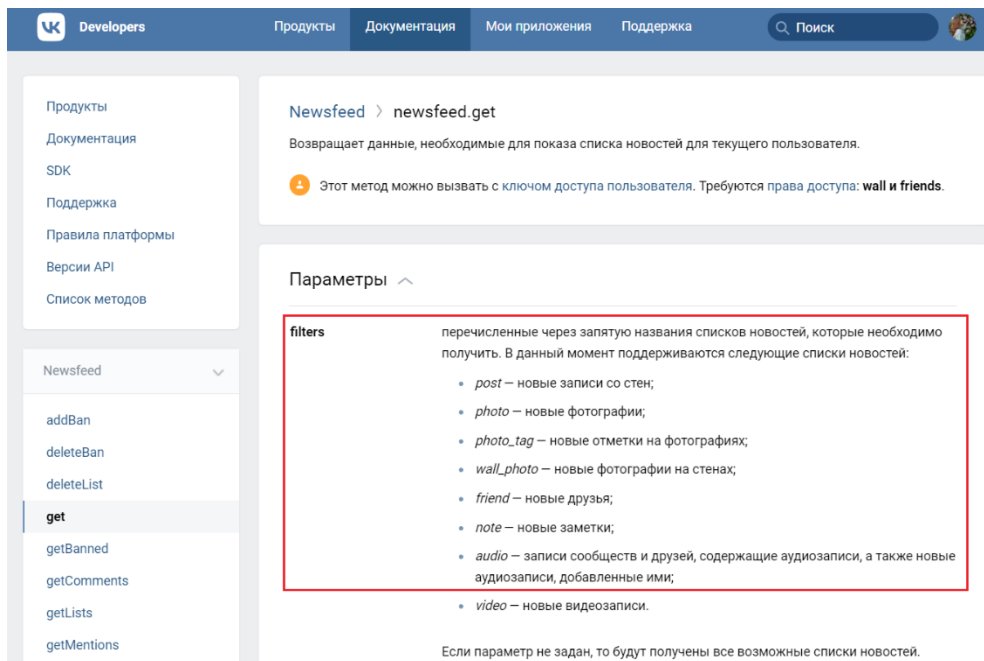 Developers
Продукты
Документация
Мои приложения
Поддержка
Поиск
Продукты
Документация
SDK
Поддержка
Правила платформы
Версии API
Список методов
Newsfeed
addBan
deleteBan
deleteList
get
getBanned
getComments
getLists
getMentions
Newsfeed > newsfeed.get
Возвращает данные, необходимые для показа списка новостей для текущего пользователя.
Этот метод можно вызвать с ключом доступа пользователя. Требуются права доступа: wall и friends.
Параметры
filters
перечисленные через запятую названия списков новостей, которые необходимо
получить. В данный момент поддерживаются следующие списки новостей:
• post — новые записи со стен;
• photo — новые фотографии;
• photo_tag — новые отметки на фотографиях;
• wall_photo — новые фотографии на стенах;
• friend — новые друзья;
• note — новые заметки;
• audio — записи сообществ и друзей, содержащие аудиозаписи, а также новые
аудиозаписи, добавленные ими;
• video — новые видеозаписи.
Если параметр не задан, то будут получены все возможные списки новостей.